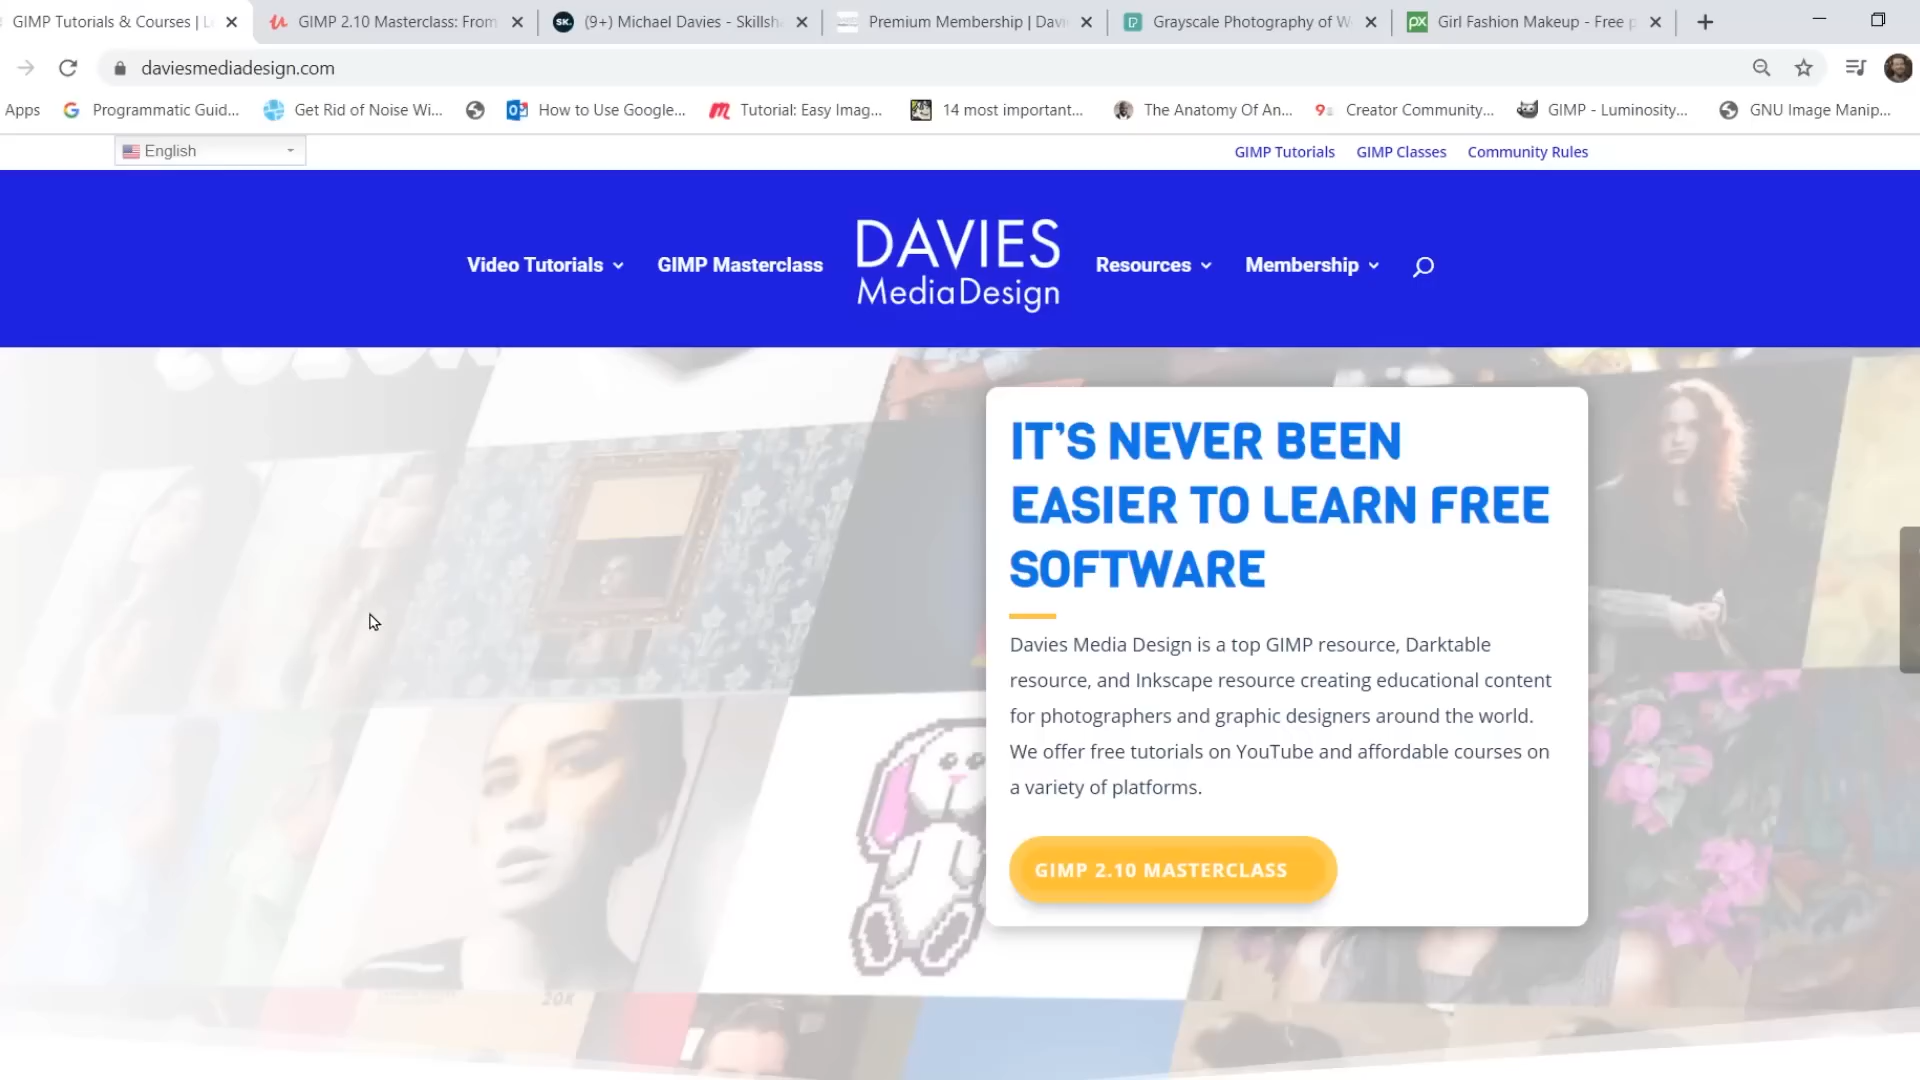 GIMP Tutorials & Courses | L
GIMP 2.10 Masterclass: From
SK.
(9+) Michael Davies - Skillsh
Premium Membership | Davi
Grayscale Photography of W
PX
Girl Fashion Makeup - Free p
daviesmediadesign.com
Apps
Programmatic Guid...
Get Rid of Noise Wi...
How to Use Google...
Tutorial: Easy Imag...
14 most important...
The Anatomy Of An...
Creator Community...
GIMP - Luminosity...
GNU Image Manip...
English
GIMP Tutorials
GIMP Classes
Community Rules
Video Tutorials
GIMP Masterclass
DAVIES
MediaDesign
Resources
Membership
IT'S NEVER BEEN
EASIER TO LEARN FREE
SOFTWARE
Davies Media Design is a top GIMP resource, Darktable
resource, and Inkscape resource creating educational content
for photographers and graphic designers around the world.
We offer free tutorials on YouTube and affordable courses on
a variety of platforms.
GIMP 2.10 MASTERCLASS
20K